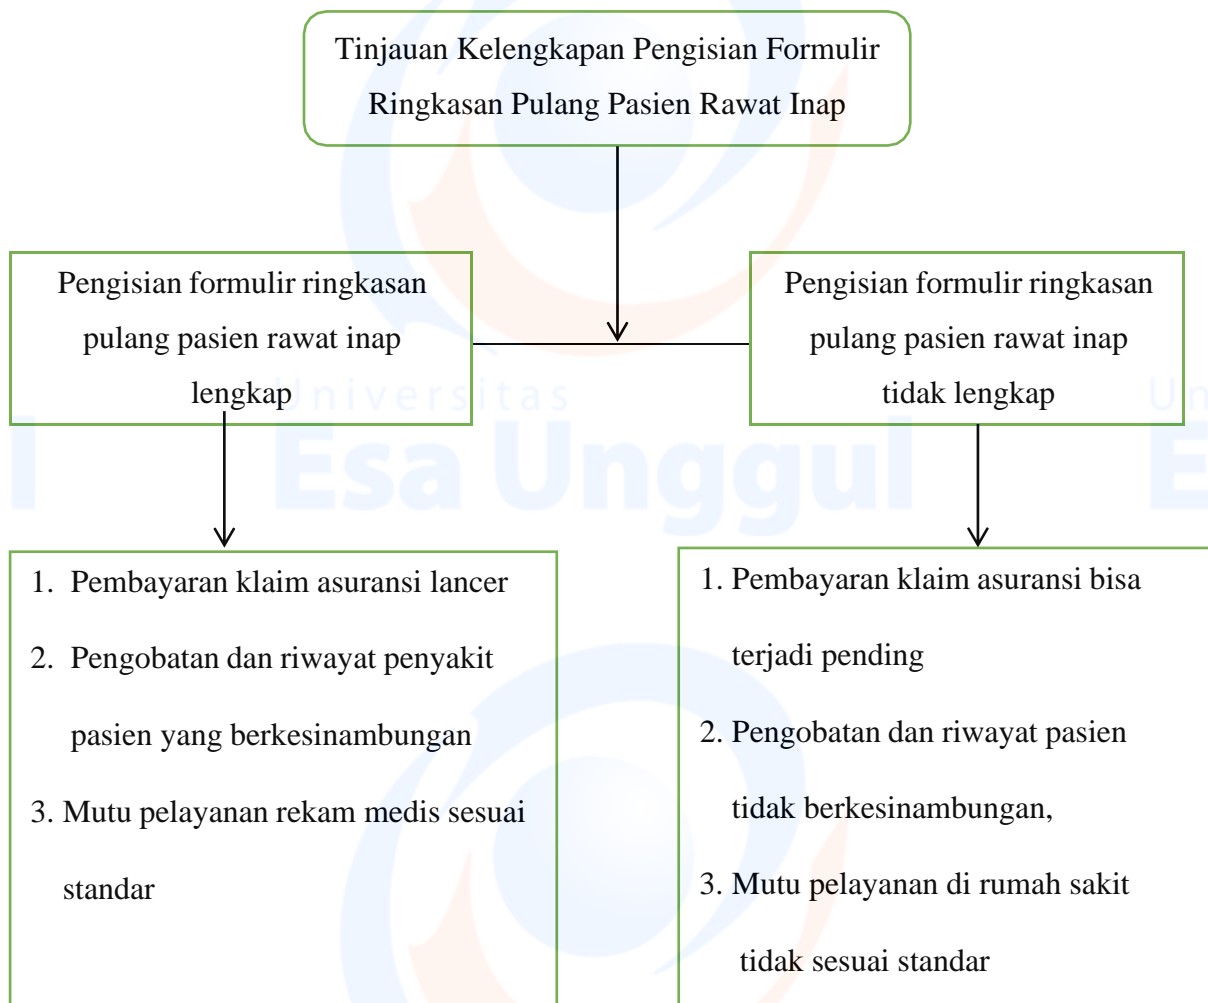 Tinjauan Kelengkapan Pengisian Formulir
Ringkasan Pulang Pasien Rawat Inap
Pengisian formulir ringkasan
pulang pasien rawat inap
lengkap
Pengisian formulir ringkasan
pulang pasien rawat inap
tidak lengkap
Universitas
Esa Unggul
1. Pembayaran klaim asuransi lancer
2. Pengobatan dan riwayat penyakit
pasien yang berkesinambungan
3. Mutu pelayanan rekam medis sesuai
standar
1. Pembayaran klaim asuransi bisa
terjadi pending
2. Pengobatan dan riwayat pasien
tidak berkesinambungan,
3. Mutu pelayanan di rumah sakit
tidak sesuai standar